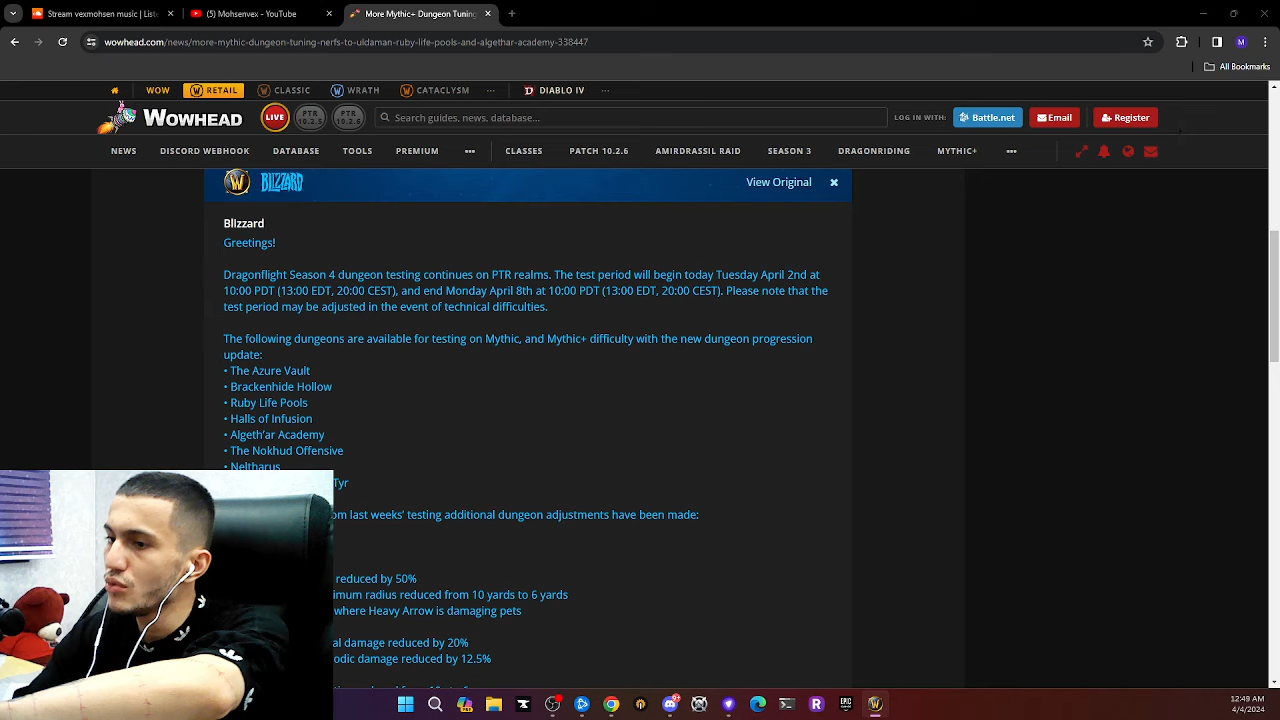 Stream vexmohsen music | Liste
(5) Mohsenvex - YouTube
More Mythic+ Dungeon Tuning
wowhead.com/news/more-mythic-dungeon-tuning-nerfs-to-uldaman-ruby-life-pools-and-algethar-academy-338447
M
All Bookmarks
WOW RETAIL CLASSIC WRATH CATACLYSM ... DIABLO IV ...
WOWHEAD LIVE PTR 10.2.5 PTR 10.2.6 Search guides, news, database... LOG IN WITH: Battle.net Email Register
NEWS DISCORD WEBHOOK DATABASE TOOLS PREMIUM ... CLASSES PATCH 10.2.6 AMIRDRASSIL RAID SEASON 3 DRAGONRIDING MYTHIC+ ...
BLIZZARD View Original
Blizzard
Greetings!
Dragonflight Season 4 dungeon testing continues on PTR realms. The test period will begin today Tuesday April 2nd at
10:00 PDT (13:00 EDT, 20:00 CEST), and end Monday April 8th at 10:00 PDT (13:00 EDT, 20:00 CEST). Please note that the
test period may be adjusted in the event of technical difficulties.
The following dungeons are available for testing on Mythic, and Mythic+ difficulty with the new dungeon progression
update:
• The Azure Vault
• Brackenhide Hollow
• Ruby Life Pools
• Halls of Infusion
• Algeth'ar Academy
• The Nokhud Offensive
• Neltharus
Tyr
om last weeks' testing additional dungeon adjustments have been made:
reduced by 50%
imum radius reduced from 10 yards to 6 yards
where Heavy Arrow is damaging pets
al damage reduced by 20%
odic damage reduced by 12.5%
12:49 AM
4/4/2024